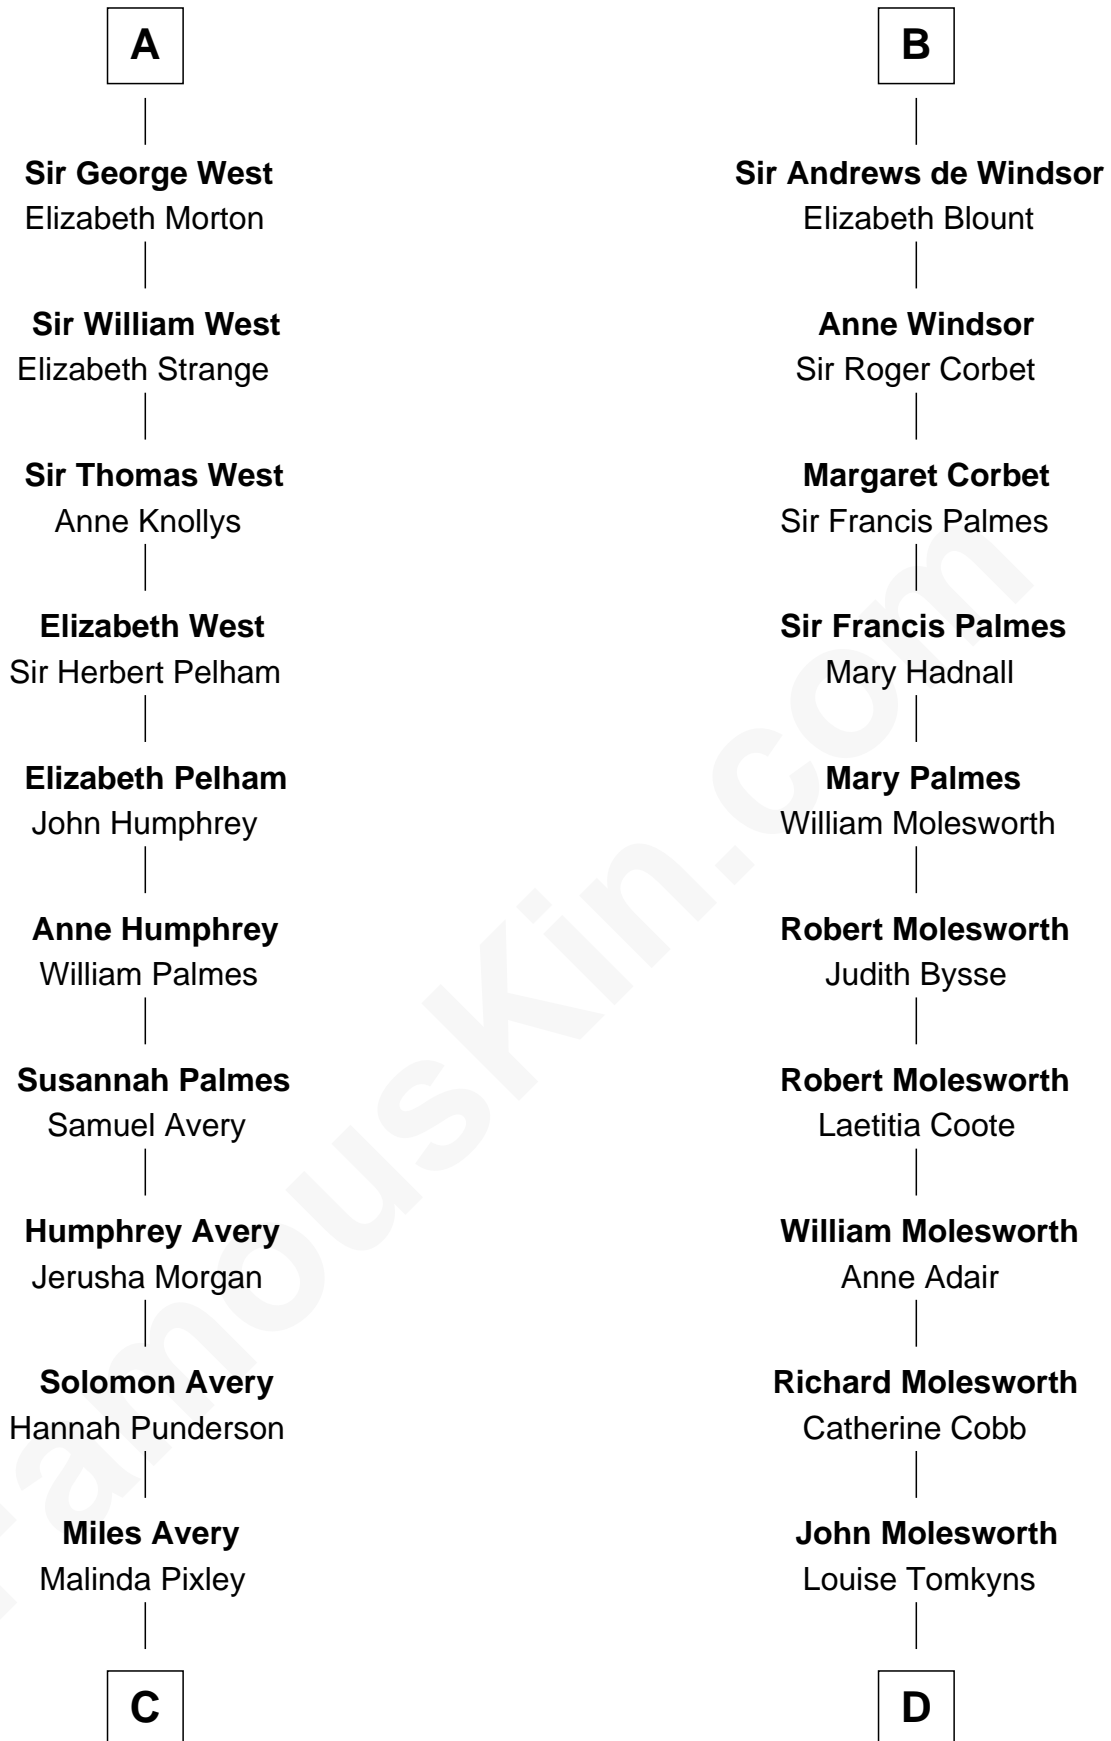 A
Sir George West
Elizabeth Morton
Sir William West
Elizabeth Strange
Sir Thomas West
Anne Knollys
Elizabeth West
Sir Herbert Pelham
Elizabeth Pelham
John Humphrey
Anne Humphrey
William Palmes
Susannah Palmes
Samuel Avery
Humphrey Avery
Jerusha Morgan
Solomon Avery
Hannah Punderson
Miles Avery
Malinda Pixley
C
B
Sir Andrews de Windsor
Elizabeth Blount
Anne Windsor
Sir Roger Corbet
Margaret Corbet
Sir Francis Palmes
Sir Francis Palmes
Mary Hadnall
Mary Palmes
William Molesworth
Robert Molesworth
Judith Bysse
Robert Molesworth
Laetitia Coote
William Molesworth
Anne Adair
Richard Molesworth
Catherine Cobb
John Molesworth
Louise Tomkyns
D
FamousKin.com